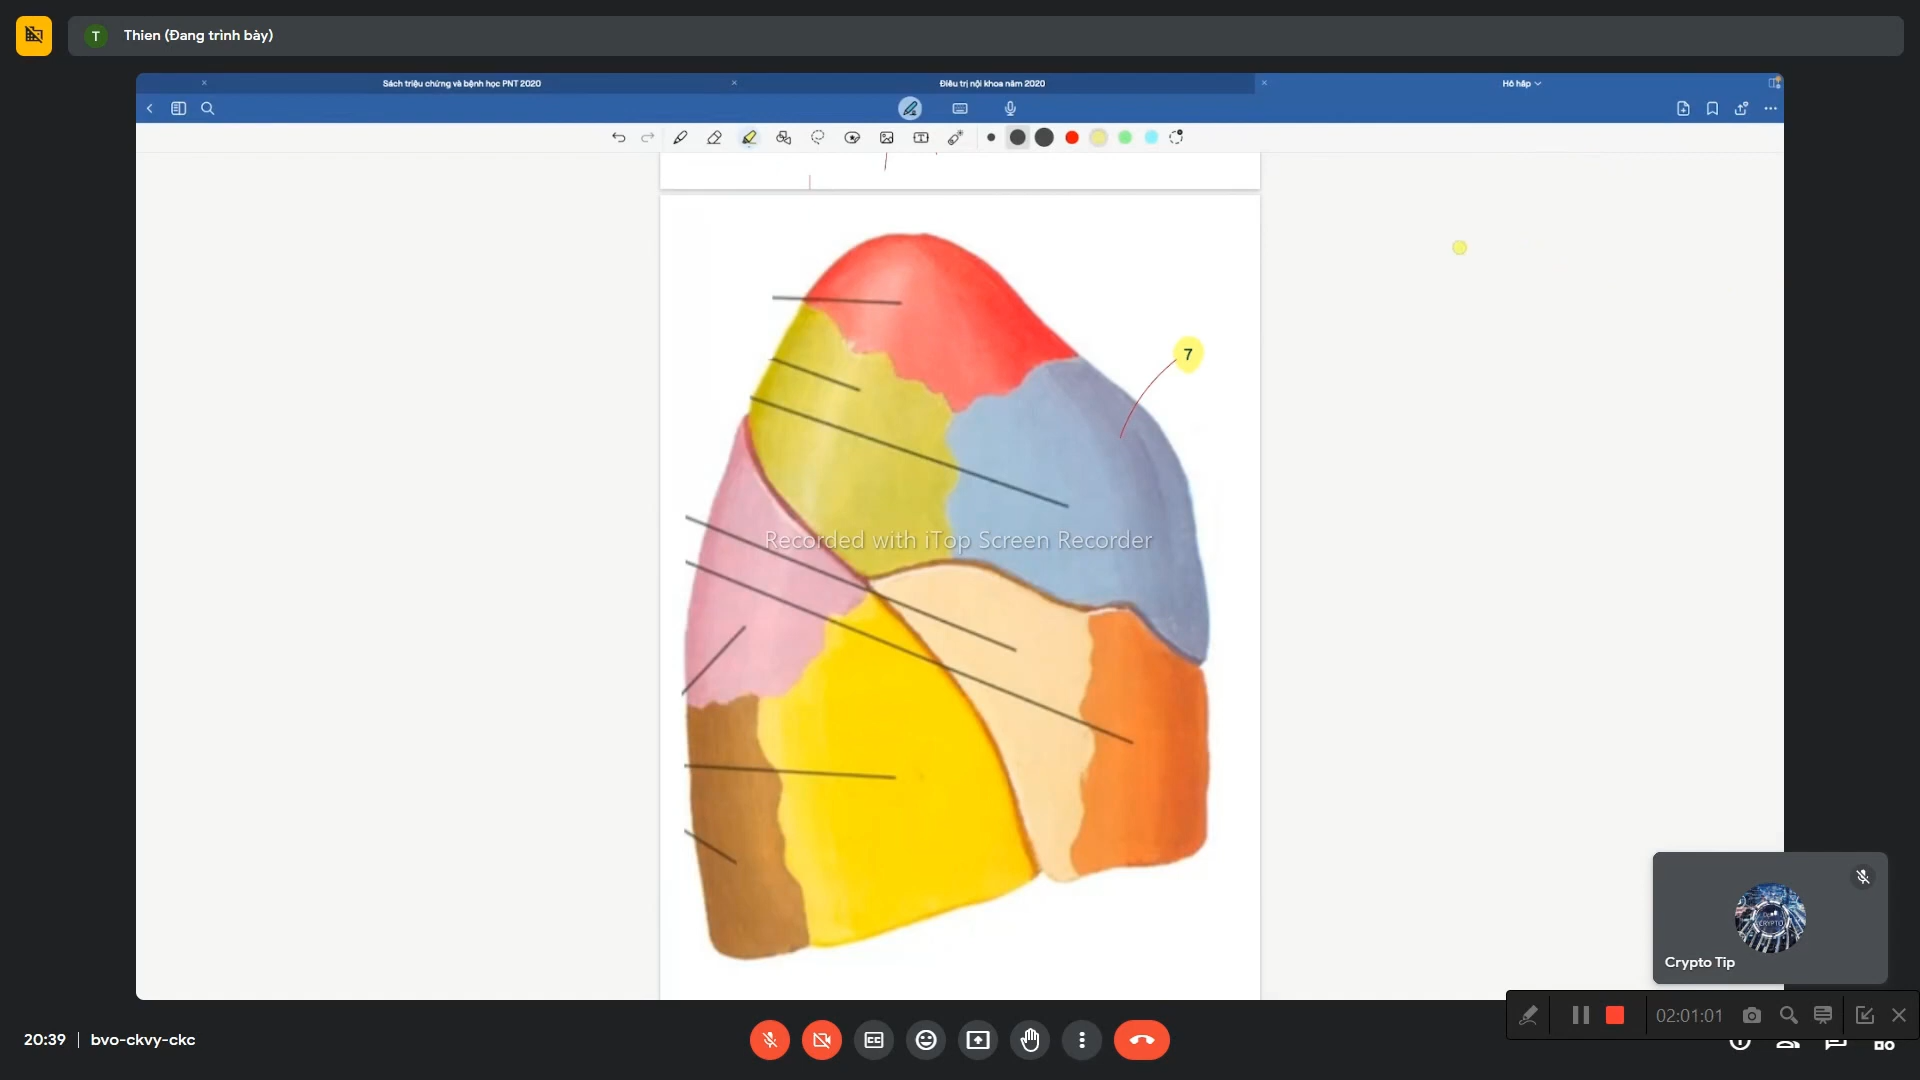 T Thien (Đang trình bày)
Sách triệu chứng và bệnh học PNT 2020
Điều trị nội khoa năm 2020
Hô hấp
7
Recorded with iTop Screen Recorder
Crypto Tip
02:01:01
20:39 | bvo-ckvy-ckc